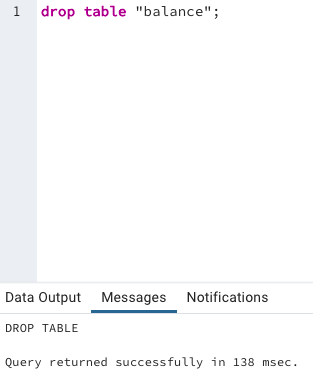 1 drop table "balance";
Data Output Messages Notifications
DROP TABLE
Query returned successfully in 138 msec.